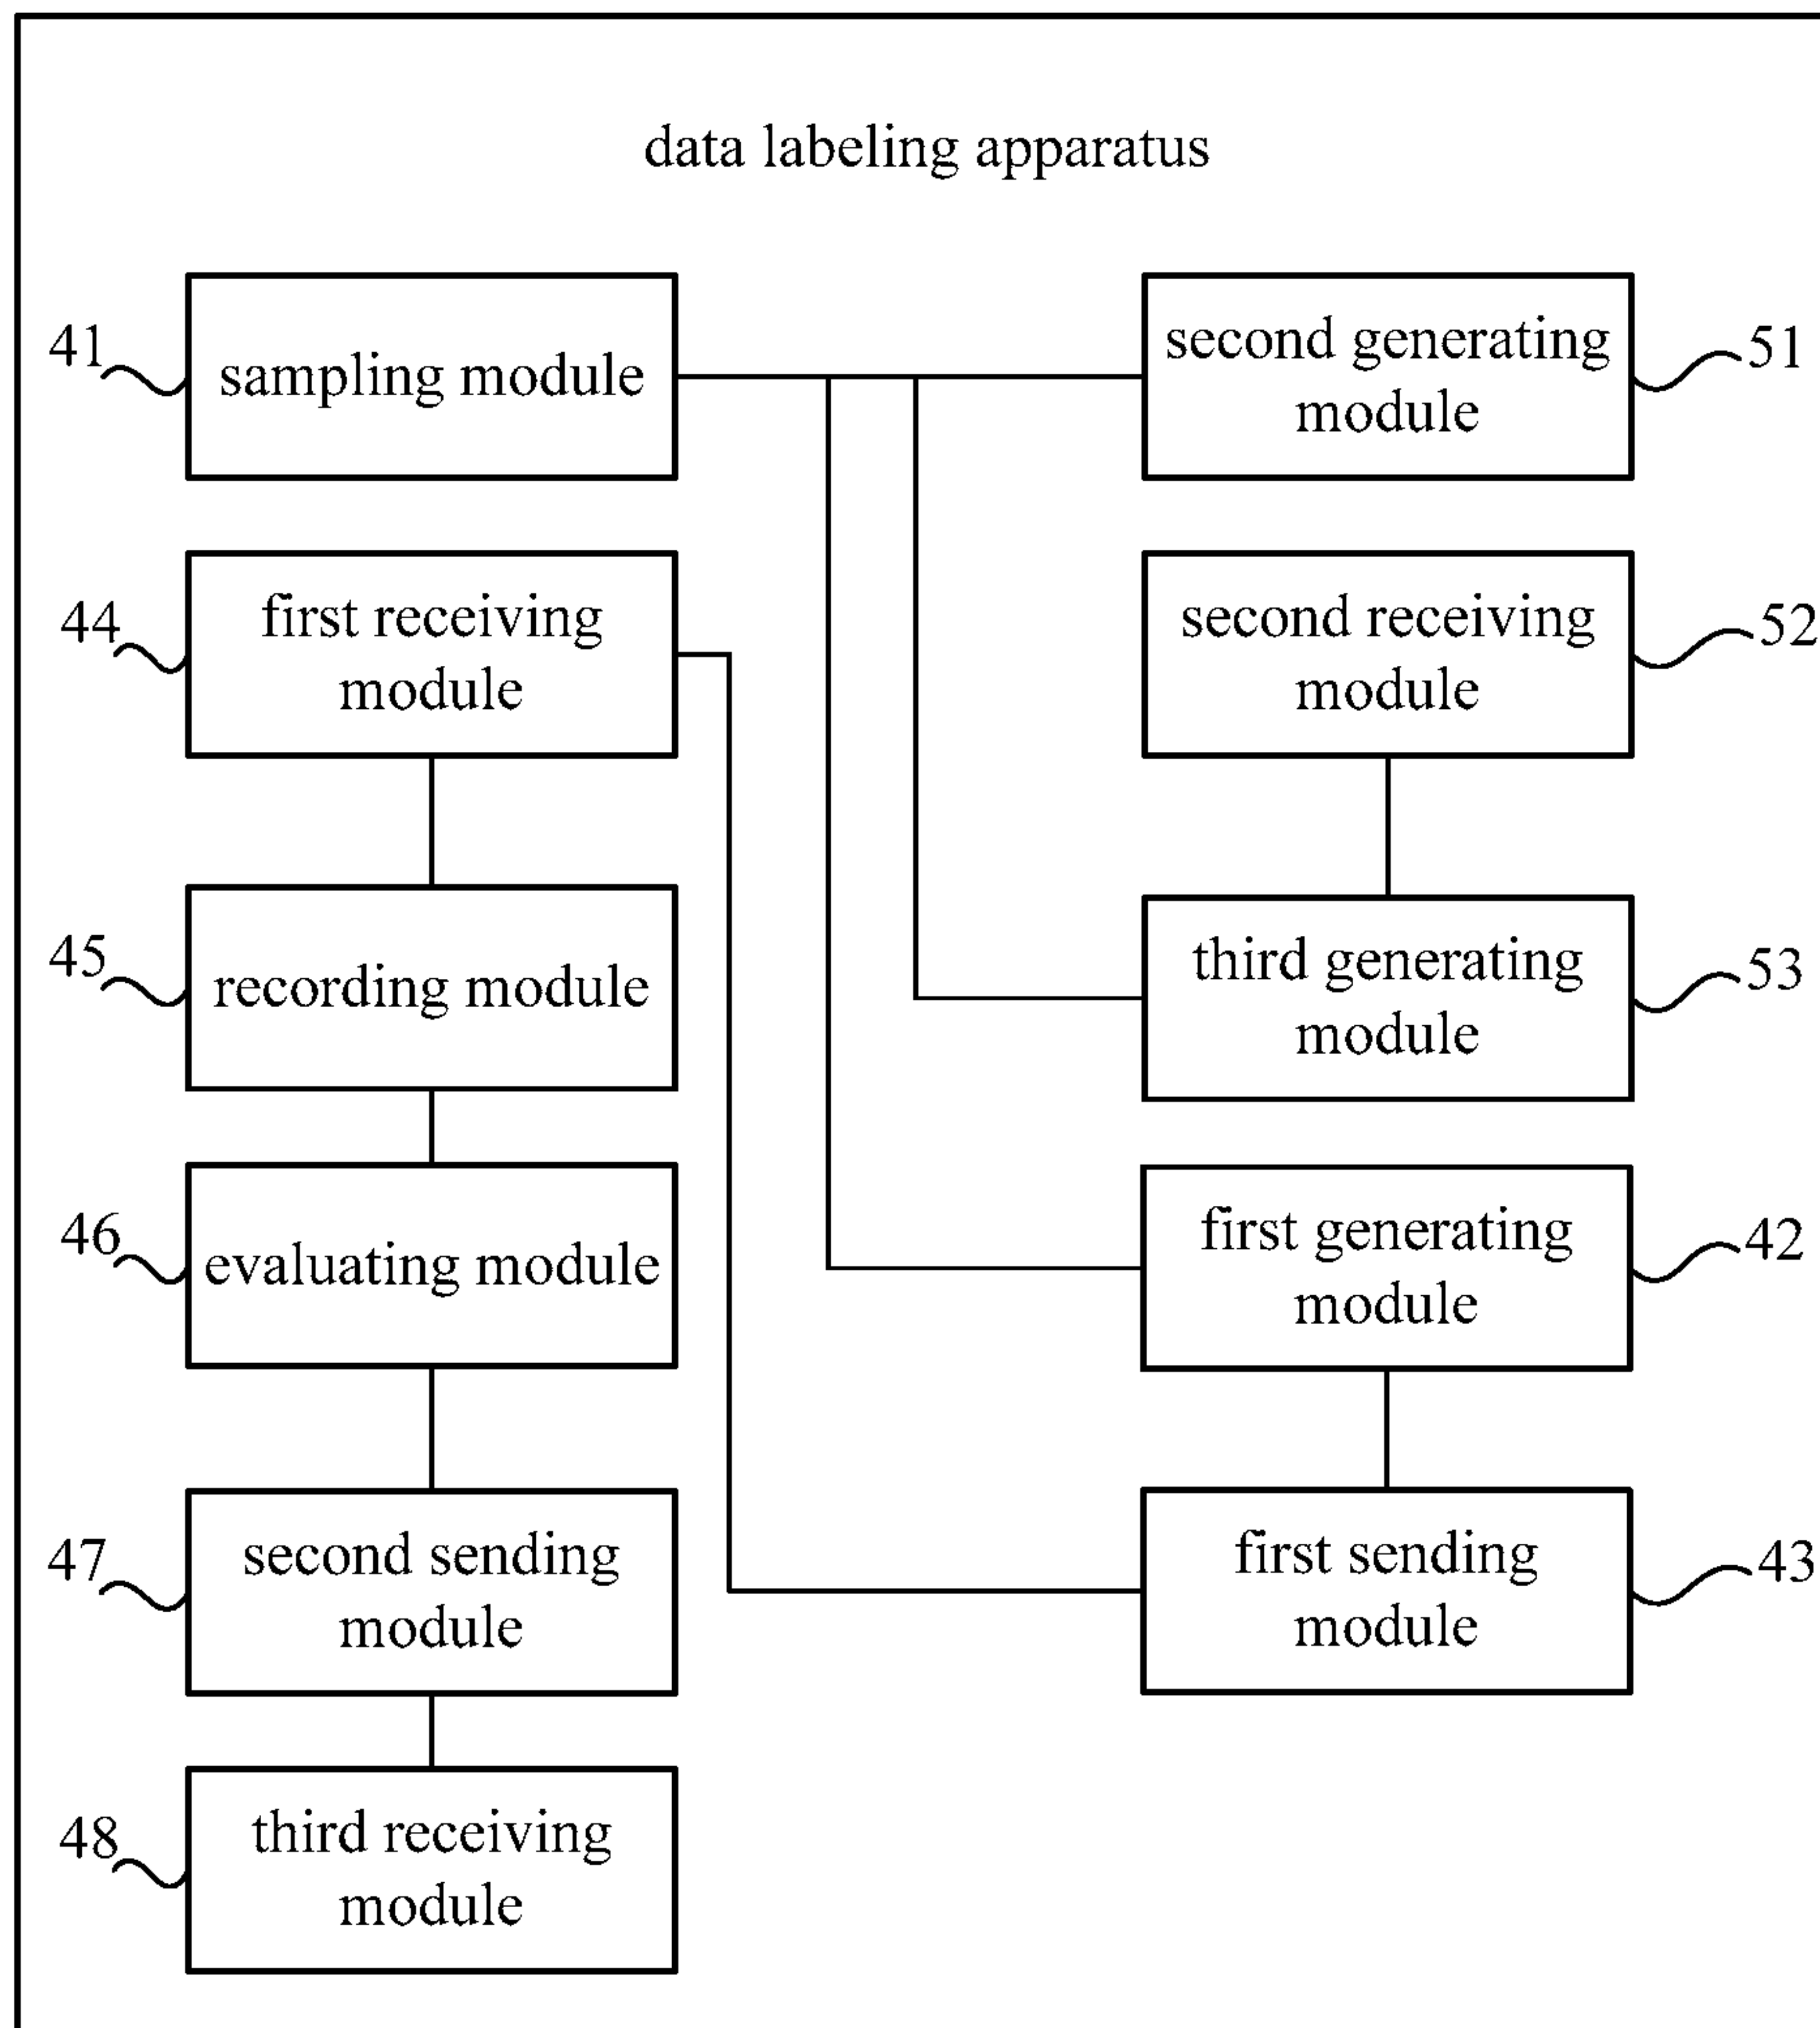 data labeling apparatus
41
sampling module
second generating
module
51
44
first receiving
module
second receiving
module
52
45
recording module
third generating
module
53
46
evaluating module
first generating
module
42
47
second sending
module
first sending
module
43
48
third receiving
module